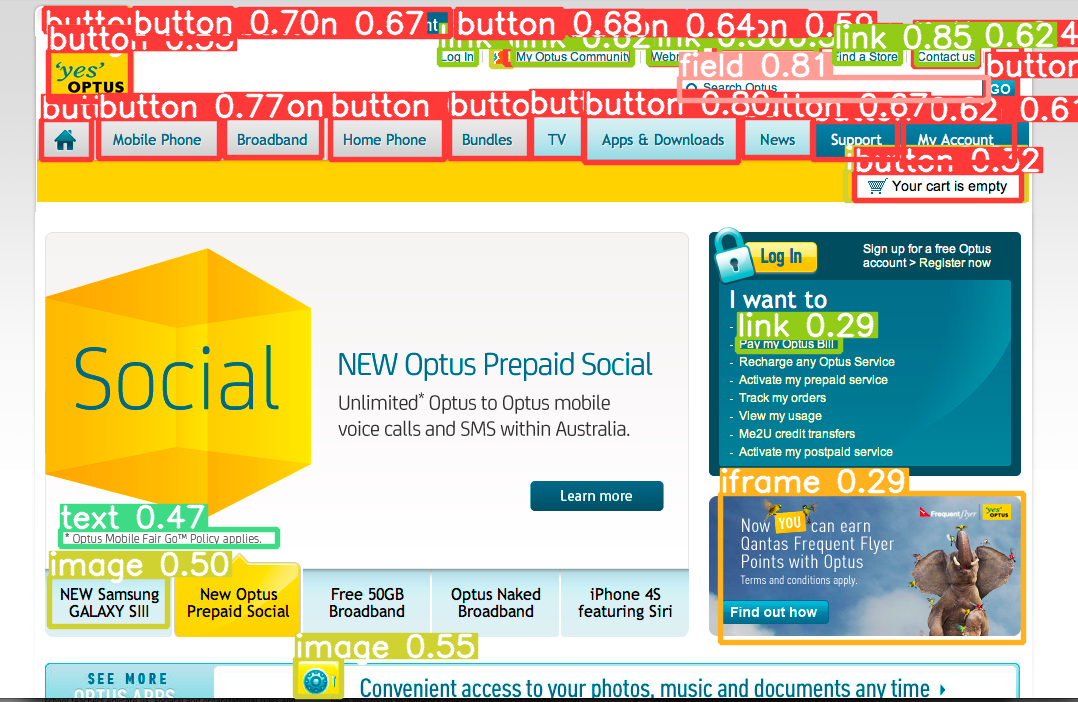 button button 0.70n 0.67 nt button 0.68 n 0.64 on 0.59
button 0.55 link link 0.62 link link 0.85 0.62 4
Log In My Optus Community Find a Store Contact us
'yes' OPTUS
field 0.81 button
Search Optus GO
button 0.77 button button button 0.80 button 0.67 0.62 0.61
Mobile Phone Broadband Home Phone Bundles TV Apps & Downloads News Support My Account
button 0.32
Your cart is empty
Log In
Sign up for a free Optus
account > Register now
I want to
link 0.29
- Pay my Optus Bill
- Recharge any Optus Service
- Activate my prepaid service
- Track my orders
- View my usage
- Me2U credit transfers
- Activate my postpaid service
Social
NEW Optus Prepaid Social
Unlimited* Optus to Optus mobile
voice calls and SMS within Australia.
Learn more
text 0.47
* Optus Mobile Fair Go™ Policy applies.
image 0.50
NEW Samsung
GALAXY SIII
New Optus
Prepaid Social
Free 50GB
Broadband
Optus Naked
Broadband
iPhone 4S
featuring Siri
iframe 0.29
Frequent flyer 'yes' OPTUS
Now YOU can earn
Qantas Frequent Flyer
Points with Optus
Terms and conditions apply.
Find out how
image 0.55
SEE MORE
OPTUS APPS
Convenient access to your photos, music and documents any time